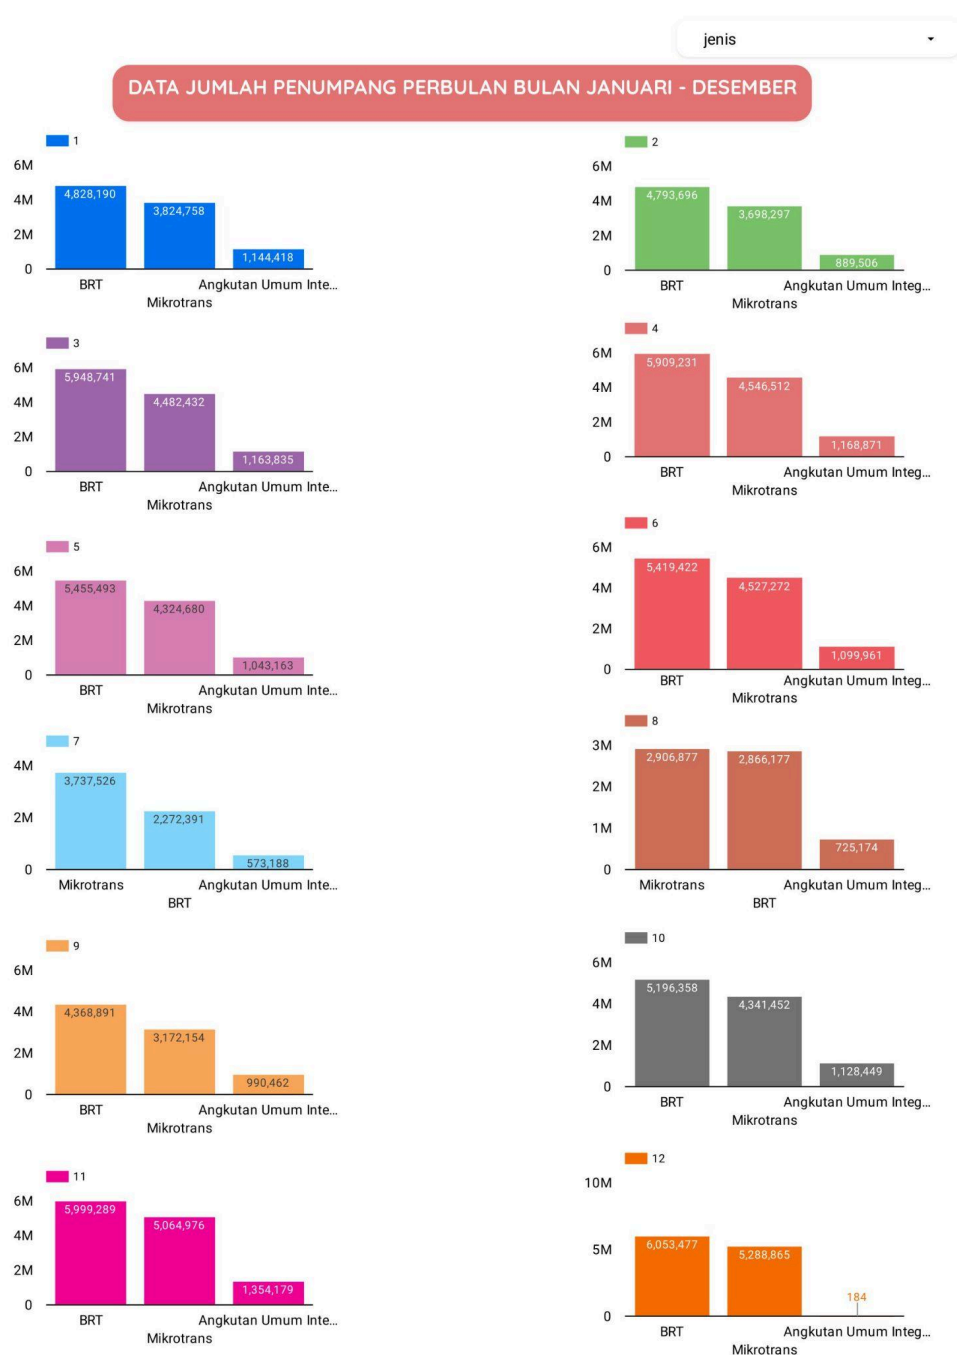 jenis
DATA JUMLAH PENUMPANG PERBULAN BULAN JANUARI - DESEMBER
1
6M
4M
2M
0
4,828,190
3,824,758
1,144,418
BRT
Angkutan Umum Inte...
Mikrotrans
2
6M
4M
2M
0
4,793,696
3,698,297
889,506
BRT
Angkutan Umum Integ...
Mikrotrans
3
6M
4M
2M
0
5,948,741
4,482,432
1,163,835
BRT
Angkutan Umum Inte...
Mikrotrans
4
6M
4M
2M
0
5,909,231
4,546,512
1,168,871
BRT
Angkutan Umum Integ...
Mikrotrans
5
6M
4M
2M
0
5,455,493
4,324,680
1,043,163
BRT
Angkutan Umum Inte...
Mikrotrans
6
6M
4M
2M
0
5,419,422
4,527,272
1,099,961
BRT
Angkutan Umum Integ...
Mikrotrans
7
4M
2M
0
3,737,526
2,272,391
573,188
Mikrotrans
Angkutan Umum Inte...
BRT
8
3M
2M
1M
0
2,906,877
2,866,177
725,174
Mikrotrans
Angkutan Umum Integ...
BRT
9
6M
4M
2M
0
4,368,891
3,172,154
990,462
BRT
Angkutan Umum Inte...
Mikrotrans
10
6M
4M
2M
0
5,196,358
4,341,452
1,128,449
BRT
Angkutan Umum Integ...
Mikrotrans
11
6M
4M
2M
0
5,999,289
5,064,976
1,354,179
BRT
Angkutan Umum Inte...
Mikrotrans
12
10M
5M
0
6,053,477
5,288,865
184
BRT
Angkutan Umum Integ...
Mikrotrans